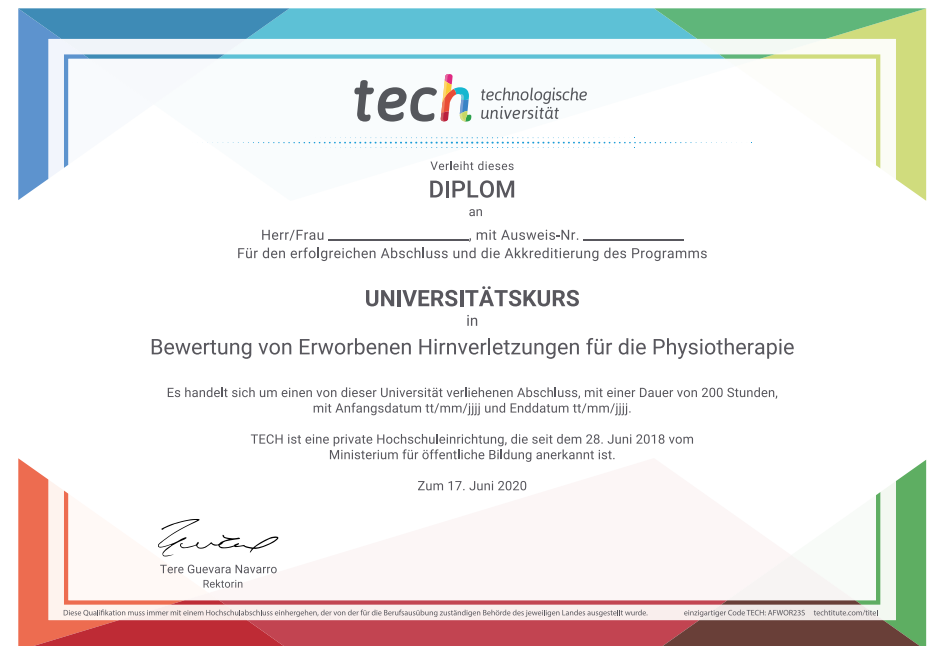 tech technologische
universität
Verleiht dieses
DIPLOM
an
Herr/Frau ____________________, mit Ausweis-Nr. ______________
Für den erfolgreichen Abschluss und die Akkreditierung des Programms
UNIVERSITÄTSKURS
in
Bewertung von Erworbenen Hirnverletzungen für die Physiotherapie
Es handelt sich um einen von dieser Universität verliehenen Abschluss, mit einer Dauer von 200 Stunden,
mit Anfangsdatum tt/mm/jjjj und Enddatum tt/mm/jjjj.
TECH ist eine private Hochschuleinrichtung, die seit dem 28. Juni 2018 vom
Ministerium für öffentliche Bildung anerkannt ist.
Zum 17. Juni 2020
Tere Guevara Navarro
Rektorin
Diese Qualifikation muss immer mit einem Hochschulabschluss einhergehen, der von der für die Berufsausübung zuständigen Behörde des jeweiligen Landes ausgestellt wurde. einzigartiger Code TECH: AFWOR23S techtitute.com/titel